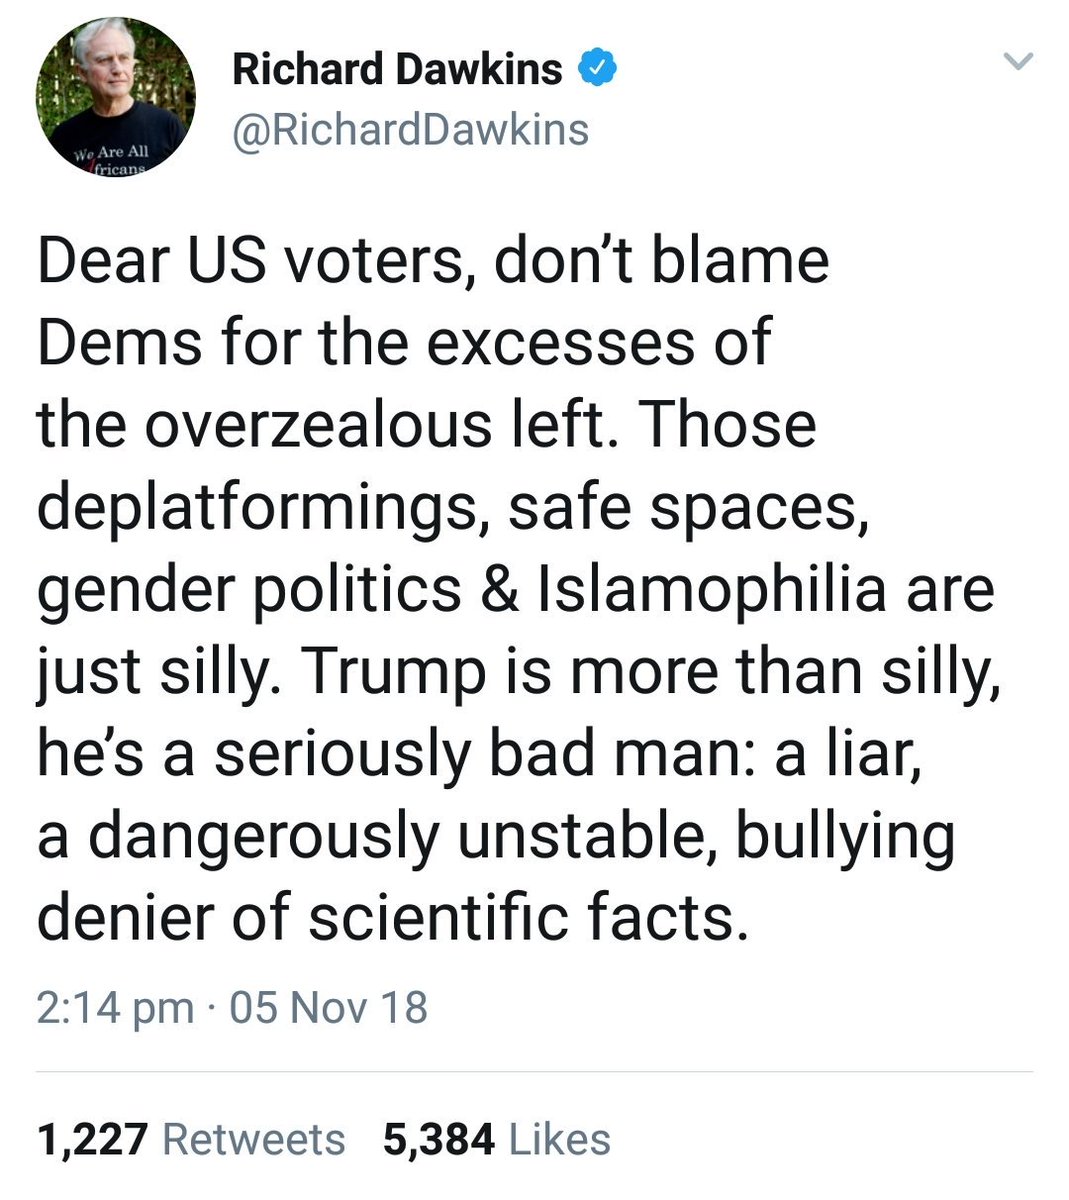 Richard Dawkins
@RichardDawkins
We Are All
fricans
Dear US voters, don’t blame
Dems for the excesses of
the overzealous left. Those
deplatformings, safe spaces,
gender politics & Islamophilia are
just silly. Trump is more than silly,
he’s a seriously bad man: a liar,
a dangerously unstable, bullying
denier of scientific facts.
2:14 pm · 05 Nov 18
1,227 Retweets 5,384 Likes